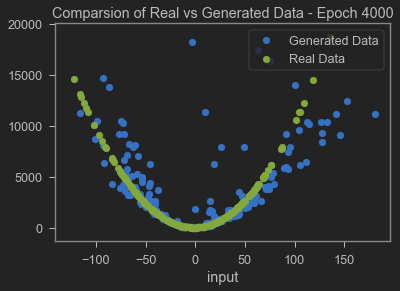 Comparsion of Real vs Generated Data - Epoch 4000
20000
15000
10000
5000
0
Generated Data
Real Data
−100 −50 0 50 100 150
input